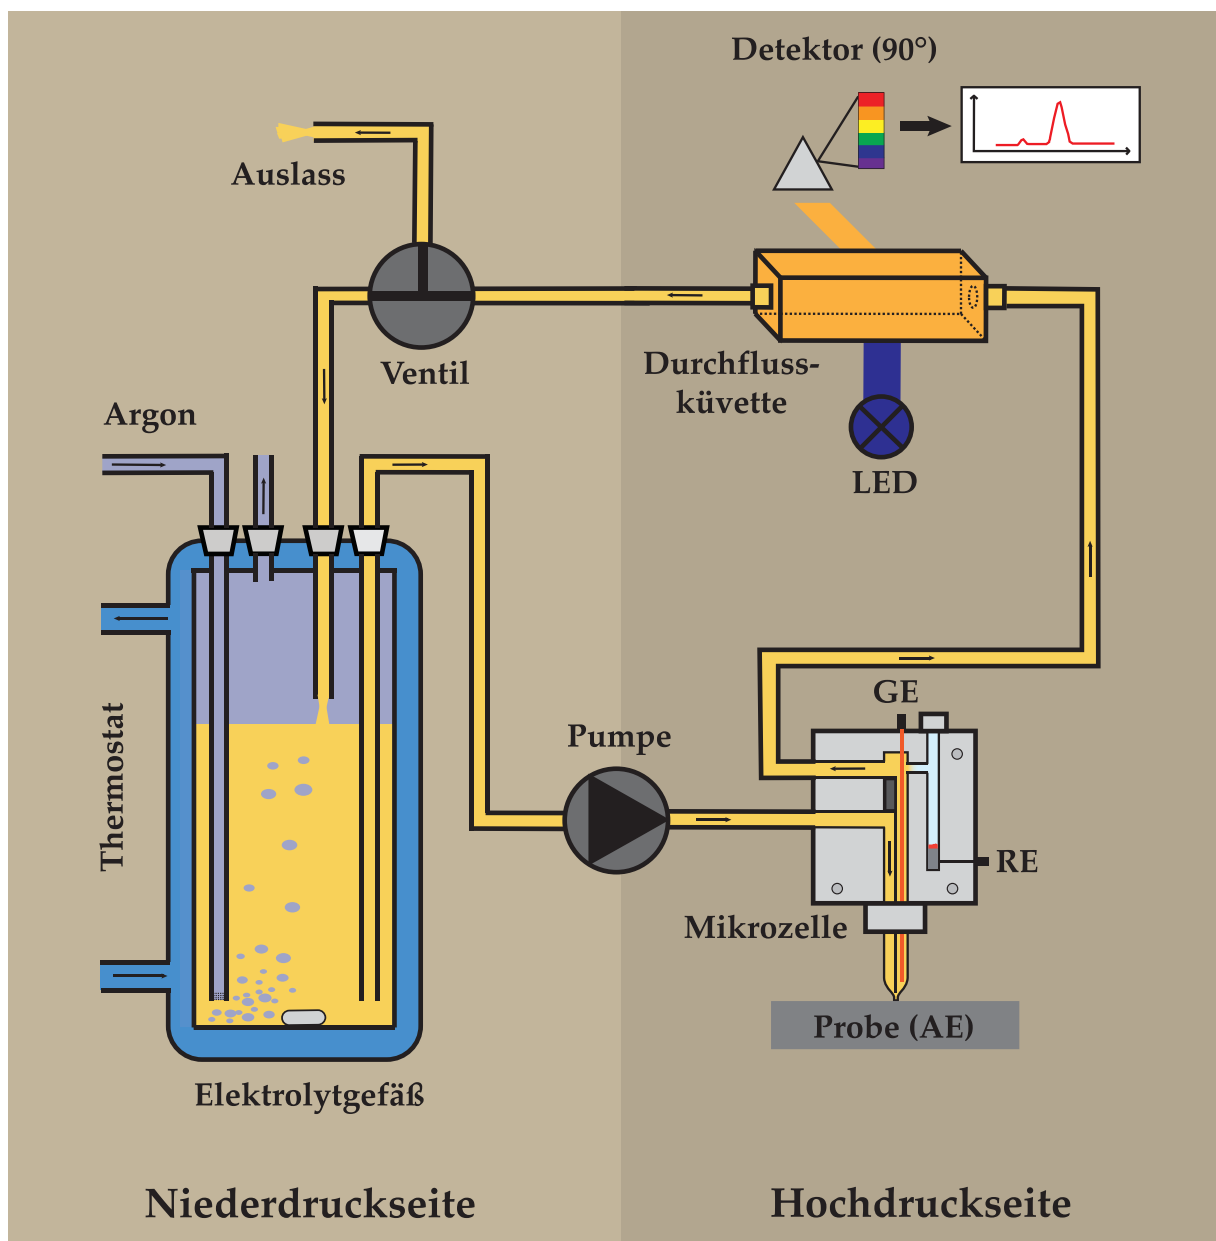 Detektor (90°)
Auslass
Ventil
Durchfluss-
küvette
Argon
LED
Thermostat
GE
Pumpe
RE
Mikrozelle
Probe (AE)
Elektrolytgefäß
Niederdruckseite
Hochdruckseite